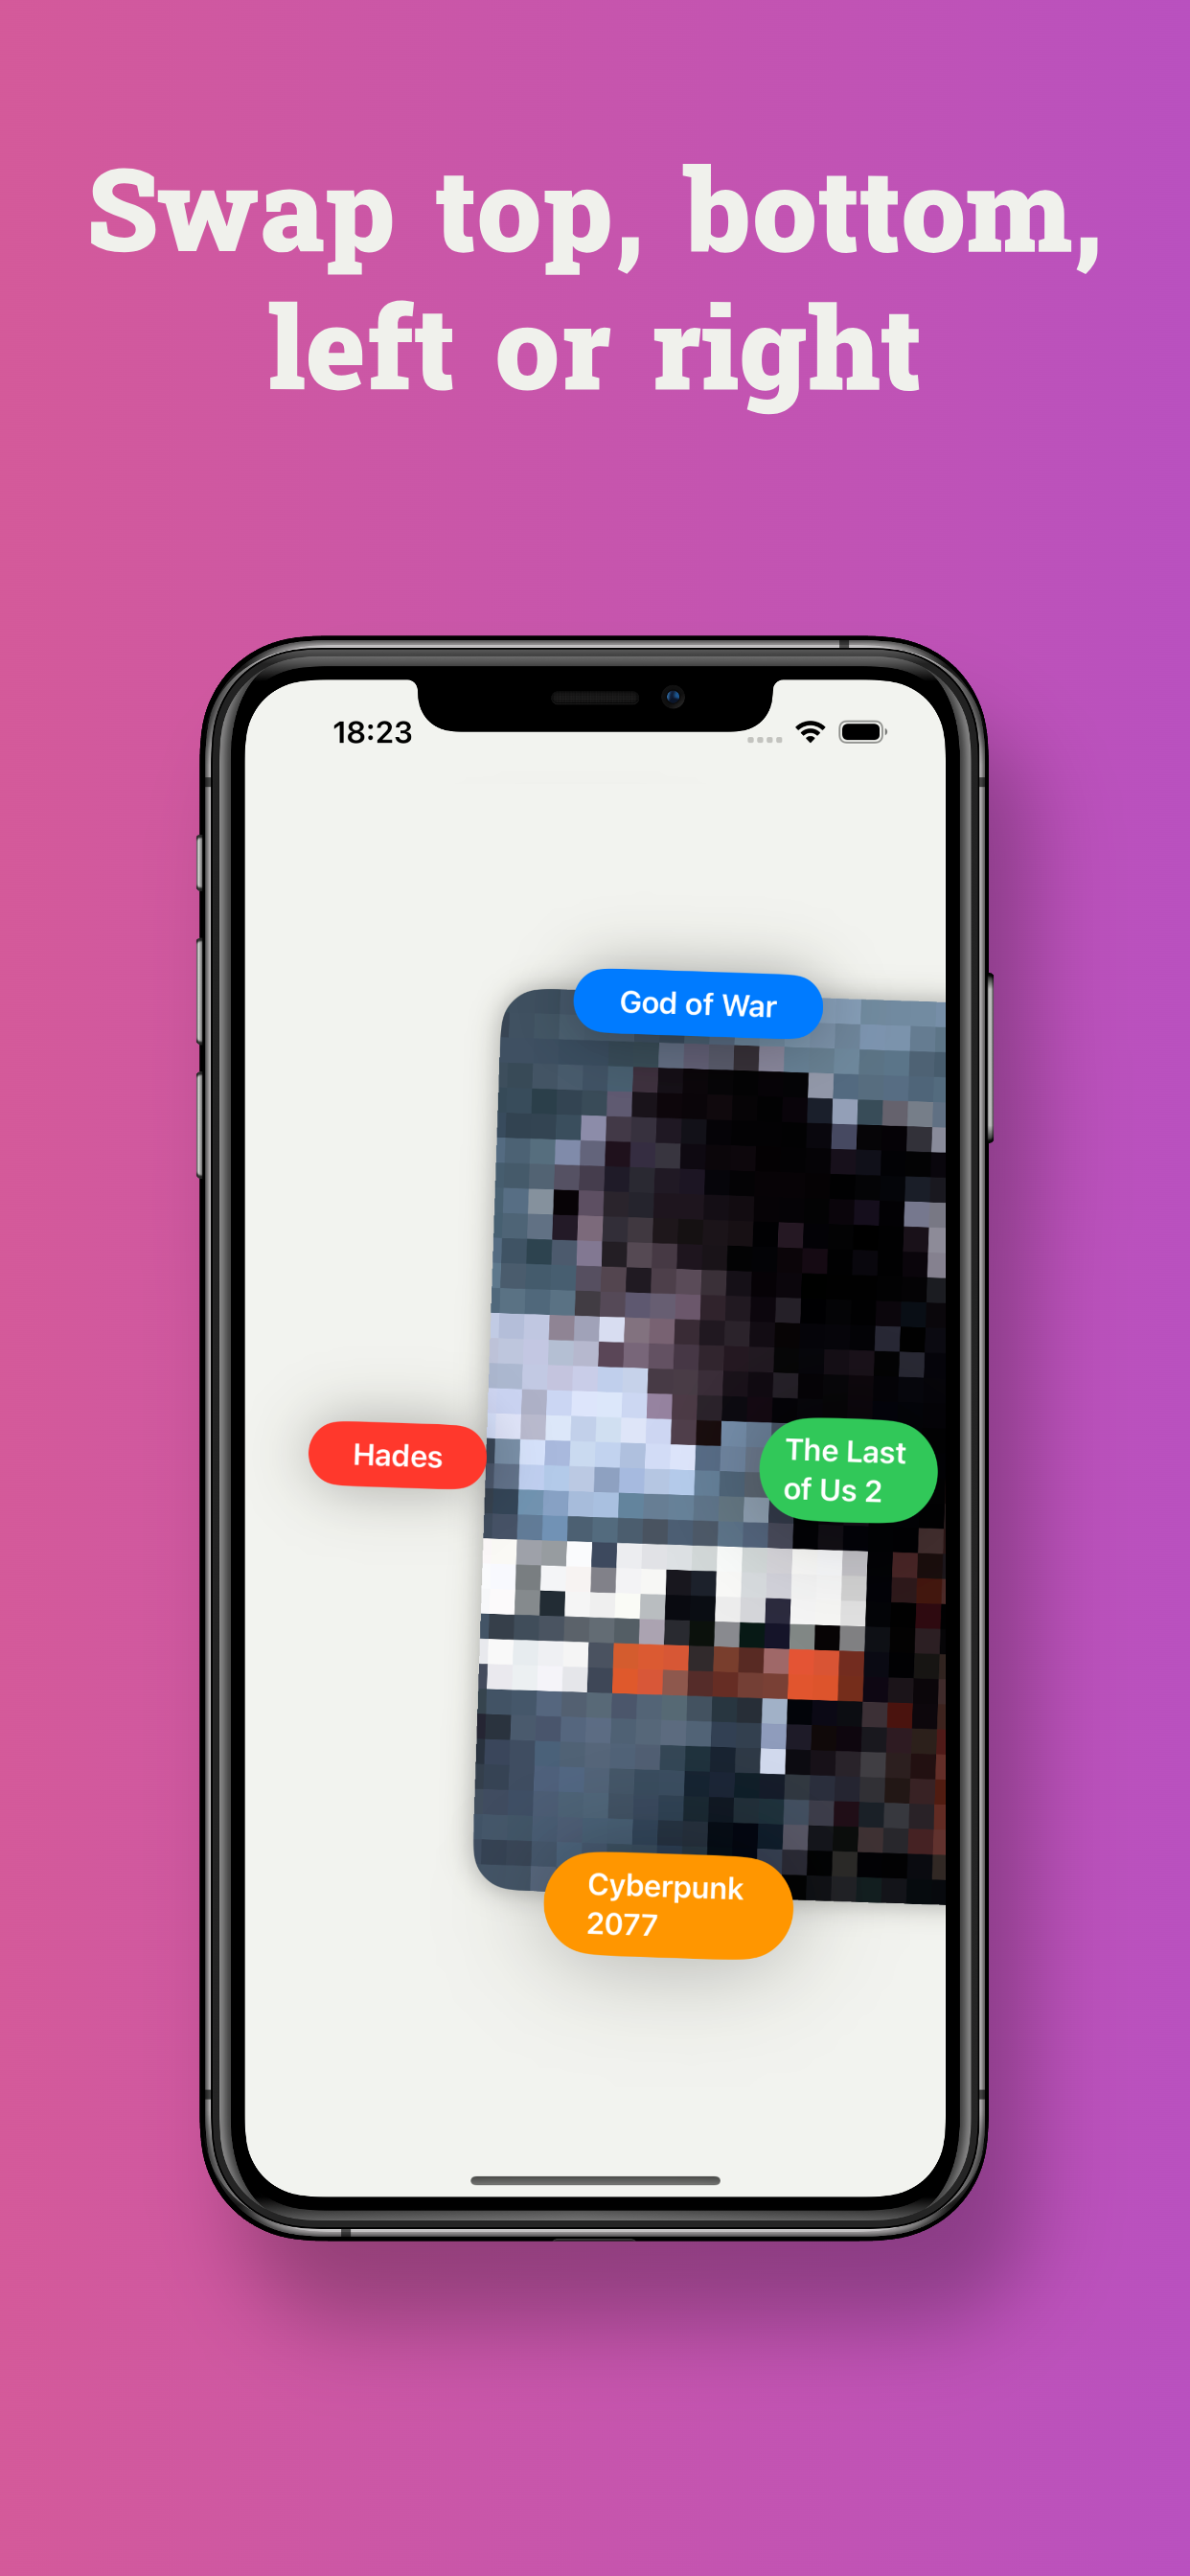 Swap top, bottom,
left or right
18:23
God of War
Hades
The Last
of Us 2
Cyberpunk
2077